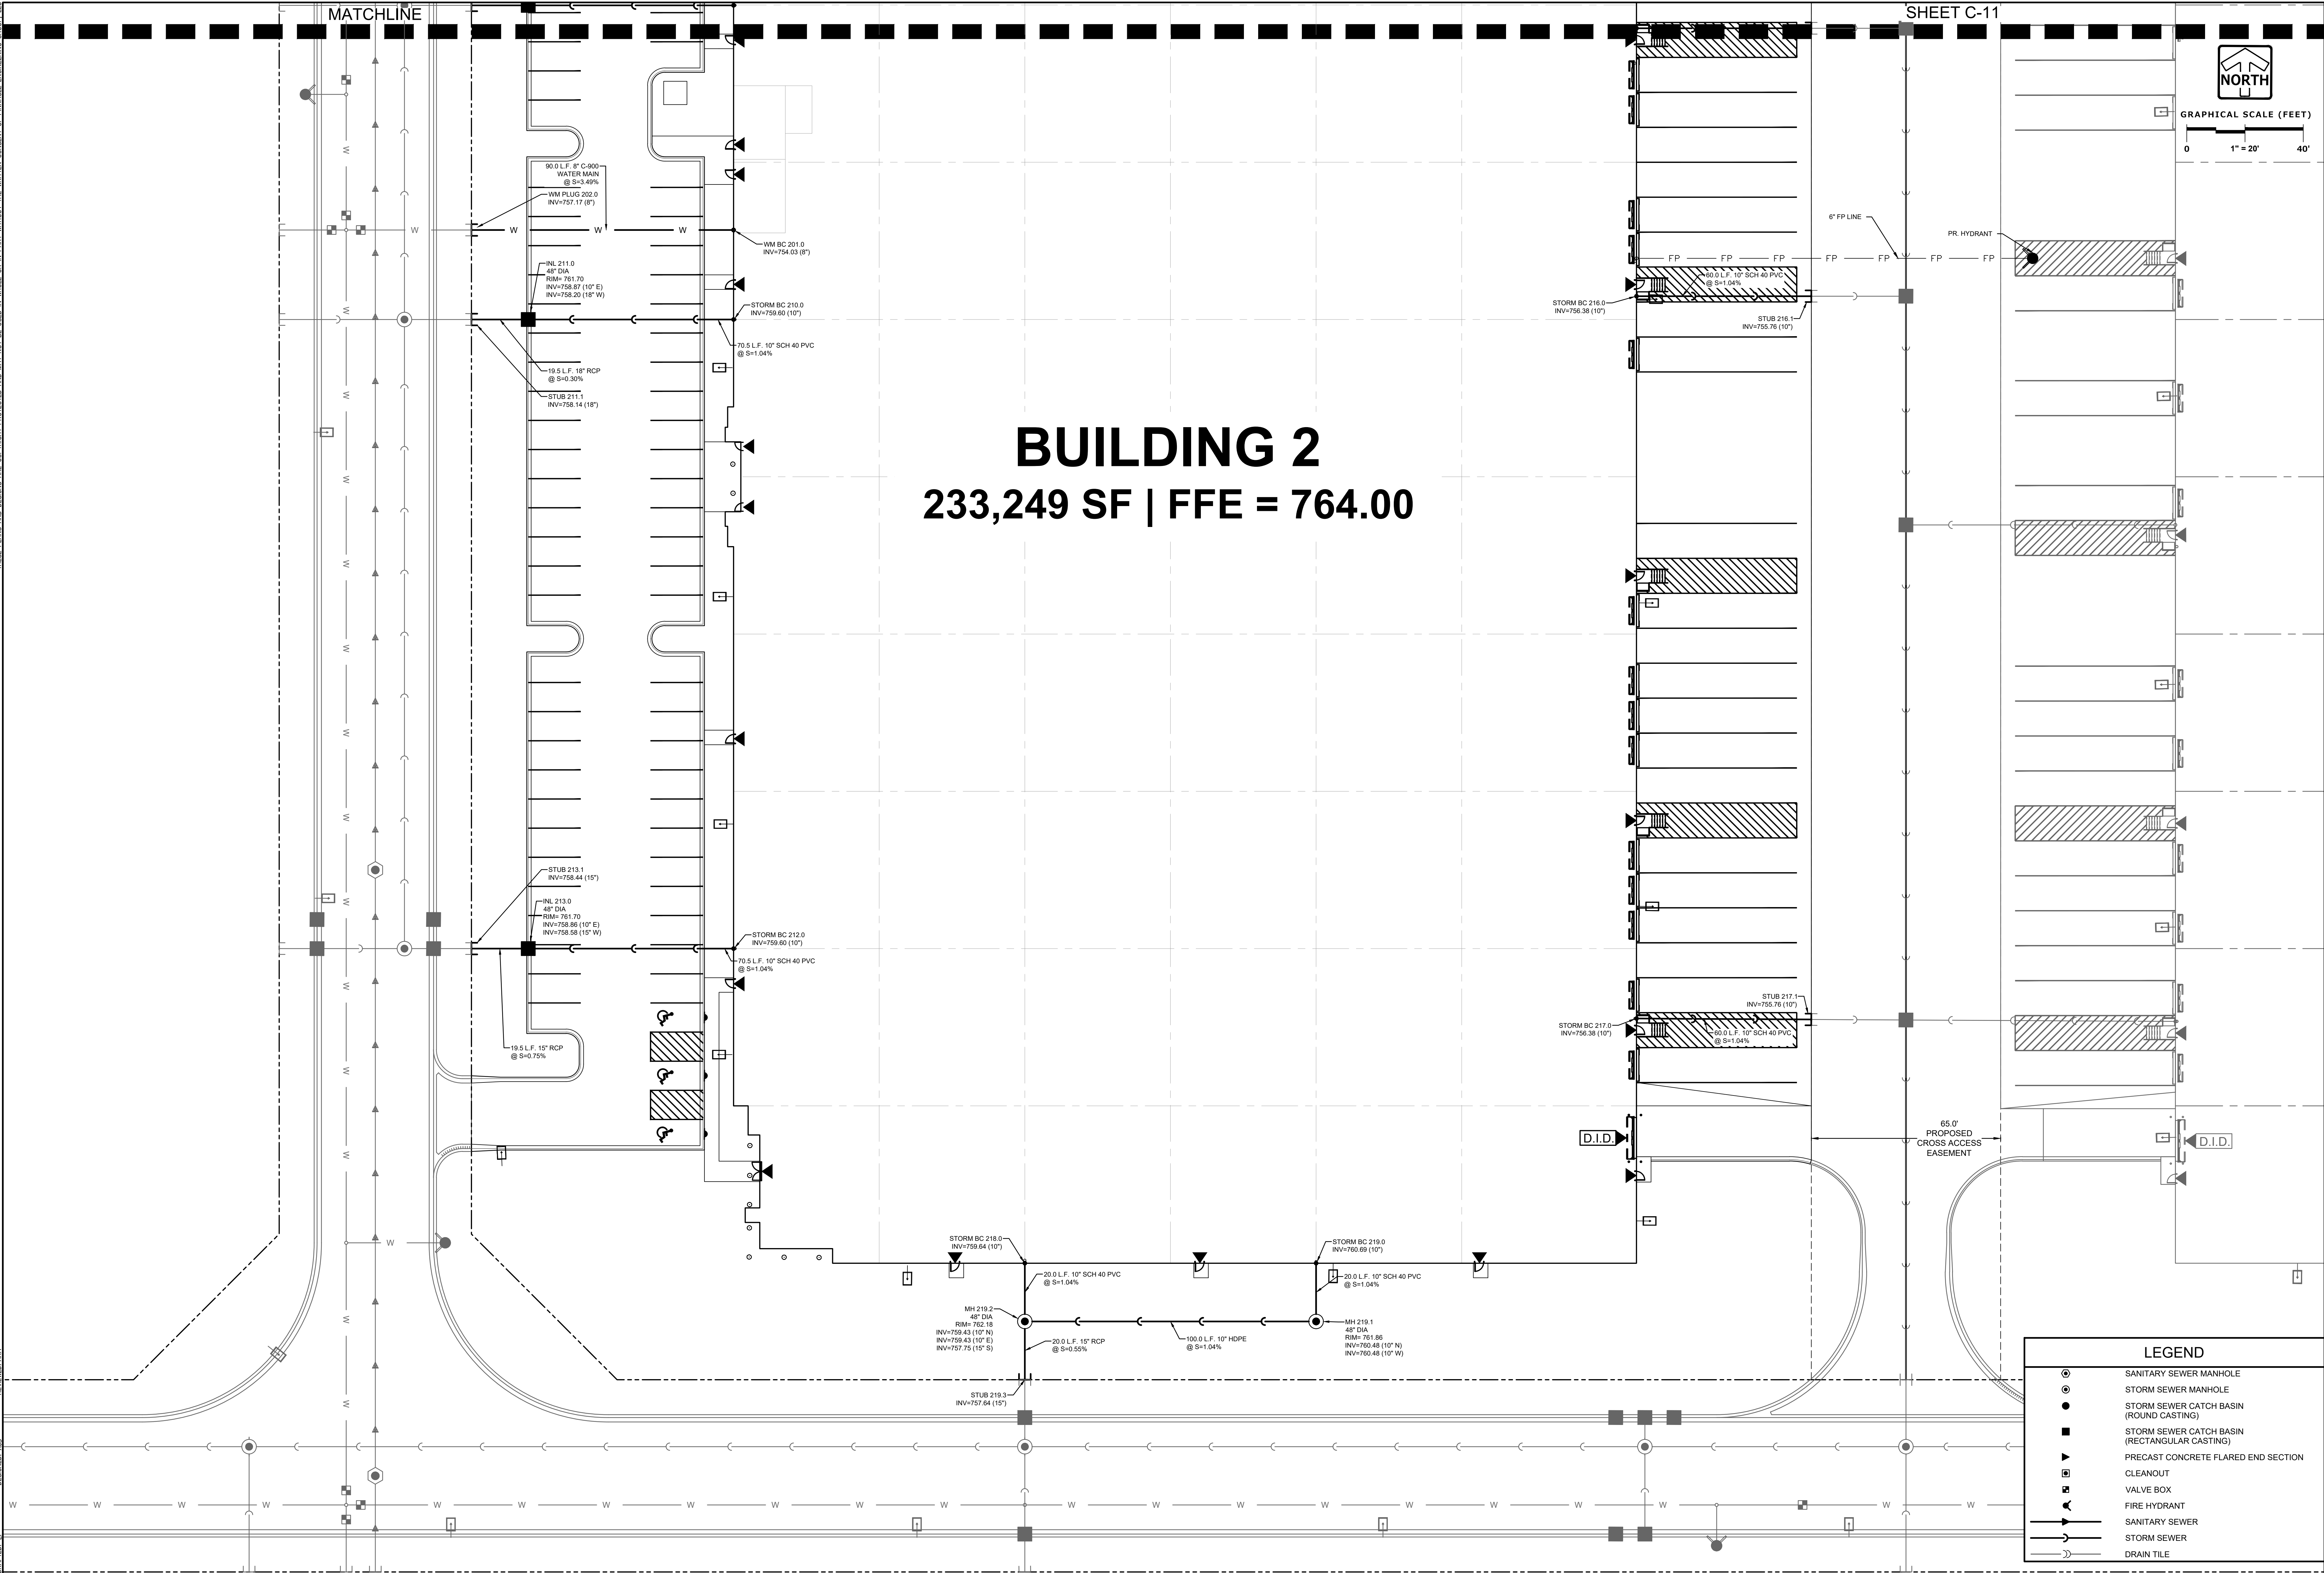 MATCHLINE
SHEET C-11
NORTH
GRAPHICAL SCALE (FEET)
0 1" = 20' 40'
90.0 L.F. 8" C-900
WATER MAIN
@ S=3.49%
WM PLUG 202.0
INV=757.17 (8")
WM BC 201.0
INV=754.03 (8")
INL 211.0
48" DIA
RIM= 761.70
INV=758.87 (10" E)
INV=758.20 (18" W)
STORM BC 210.0
INV=759.60 (10")
70.5 L.F. 10" SCH 40 PVC
@ S=1.04%
19.5 L.F. 18" RCP
@ S=0.30%
STUB 211.1
INV=758.14 (18")
6" FP LINE
PR. HYDRANT
FP FP FP FP FP FP FP
60.0 L.F. 10" SCH 40 PVC
@ S=1.04%
STORM BC 216.0
INV=756.38 (10")
STUB 216.1
INV=755.76 (10")
BUILDING 2
233,249 SF | FFE = 764.00
STUB 213.1
INV=758.44 (15")
INL 213.0
48" DIA
RIM= 761.70
INV=758.86 (10" E)
INV=758.58 (15" W)
STORM BC 212.0
INV=759.60 (10")
70.5 L.F. 10" SCH 40 PVC
@ S=1.04%
19.5 L.F. 15" RCP
@ S=0.75%
STUB 217.1
INV=755.76 (10")
STORM BC 217.0
INV=756.38 (10")
60.0 L.F. 10" SCH 40 PVC
@ S=1.04%
D.I.D.
65.0'
PROPOSED
CROSS ACCESS
EASEMENT
D.I.D.
STORM BC 218.0
INV=759.64 (10")
STORM BC 219.0
INV=760.69 (10")
20.0 L.F. 10" SCH 40 PVC
@ S=1.04%
20.0 L.F. 10" SCH 40 PVC
@ S=1.04%
MH 219.2
48" DIA
RIM= 762.18
INV=759.43 (10" N)
INV=759.43 (10" E)
INV=757.75 (15" S)
20.0 L.F. 15" RCP
@ S=0.55%
100.0 L.F. 10" HDPE
@ S=1.04%
MH 219.1
48" DIA
RIM= 761.86
INV=760.48 (10" N)
INV=760.48 (10" W)
STUB 219.3
INV=757.64 (15")
LEGEND
SANITARY SEWER MANHOLE
STORM SEWER MANHOLE
STORM SEWER CATCH BASIN
(ROUND CASTING)
STORM SEWER CATCH BASIN
(RECTANGULAR CASTING)
PRECAST CONCRETE FLARED END SECTION
CLEANOUT
VALVE BOX
FIRE HYDRANT
SANITARY SEWER
STORM SEWER
DRAIN TILE